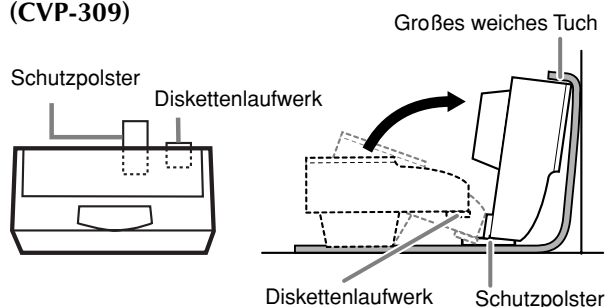 (CVP-309)
Großes weiches Tuch
Schutzpolster
Diskettenlaufwerk
Diskettenlaufwerk
Schutzpolster